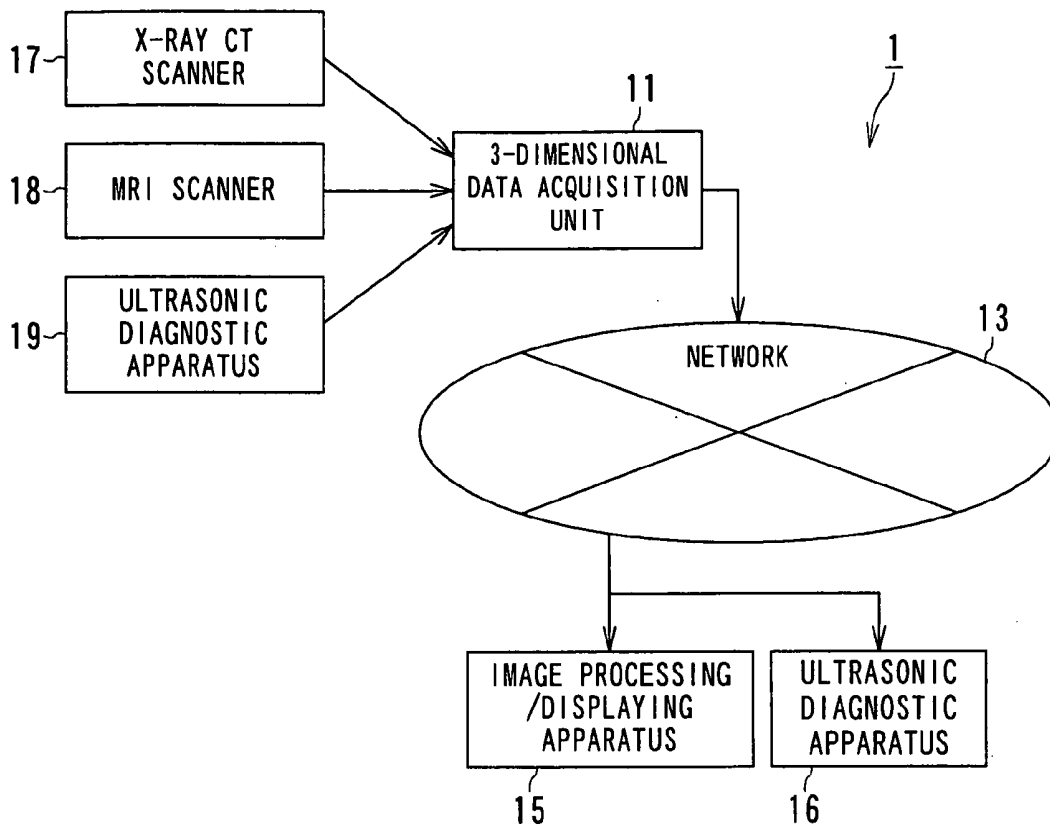 17
X-RAY CT
SCANNER
1
11
18
MRI SCANNER
3-DIMENSIONAL
DATA ACQUISITION
UNIT
19
ULTRASONIC
DIAGNOSTIC
APPARATUS
13
NETWORK
IMAGE PROCESSING
/DISPLAYING
APPARATUS
ULTRASONIC
DIAGNOSTIC
APPARATUS
15
16